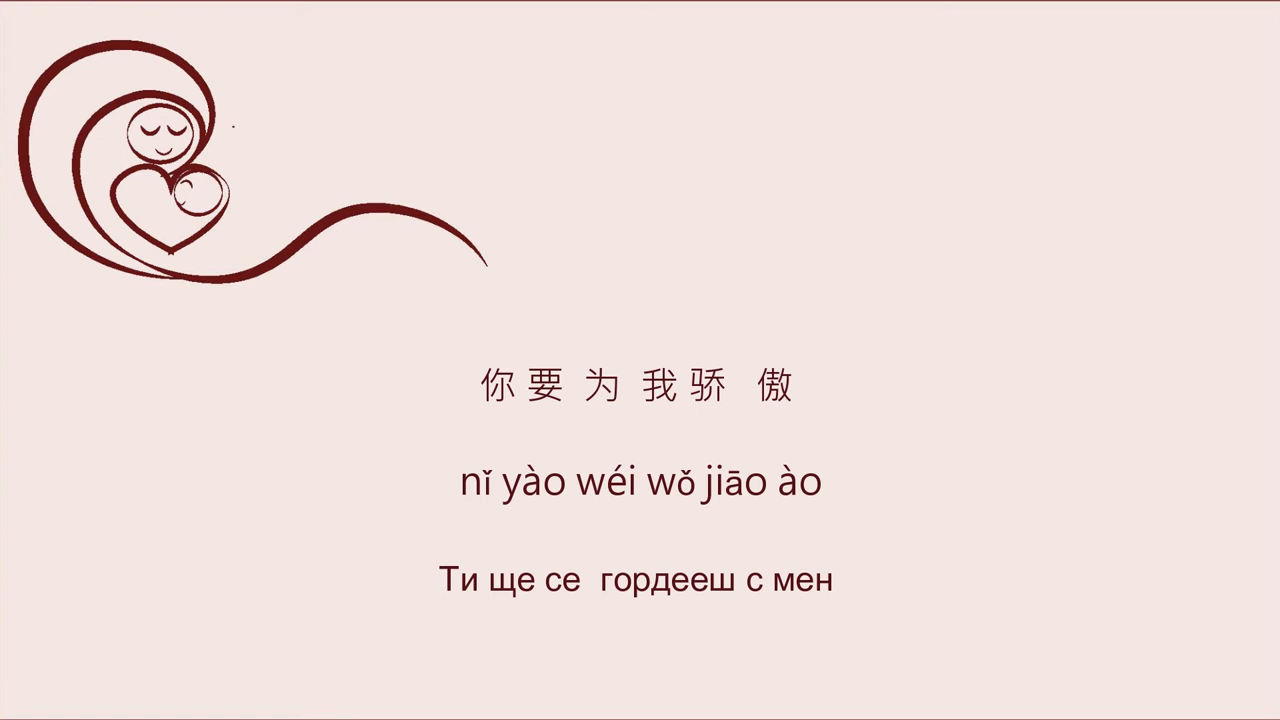 你 要 为 我 骄 傲
nǐ yào wéi wǒ jiāo ào
Ти ще се гордееш с мен